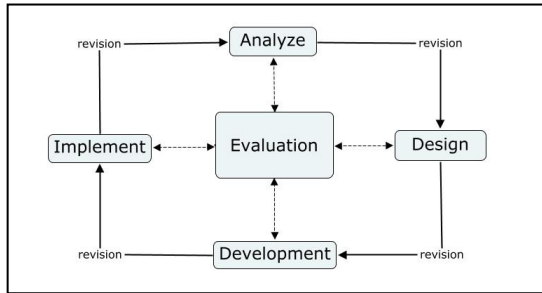 Analyze
revision
revision
Implement
Evaluation
Design
revision
Development
revision